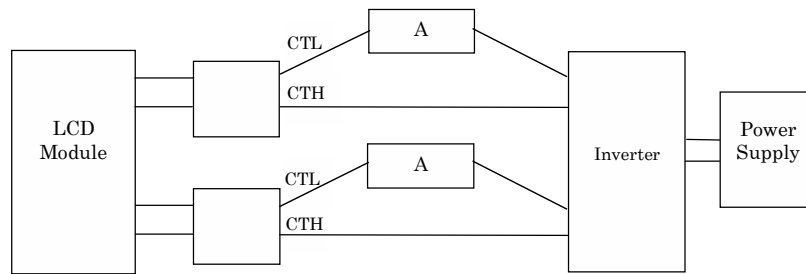 CTL
A
CTH
LCD
Module
Inverter
Power
Supply
CTL
A
CTH